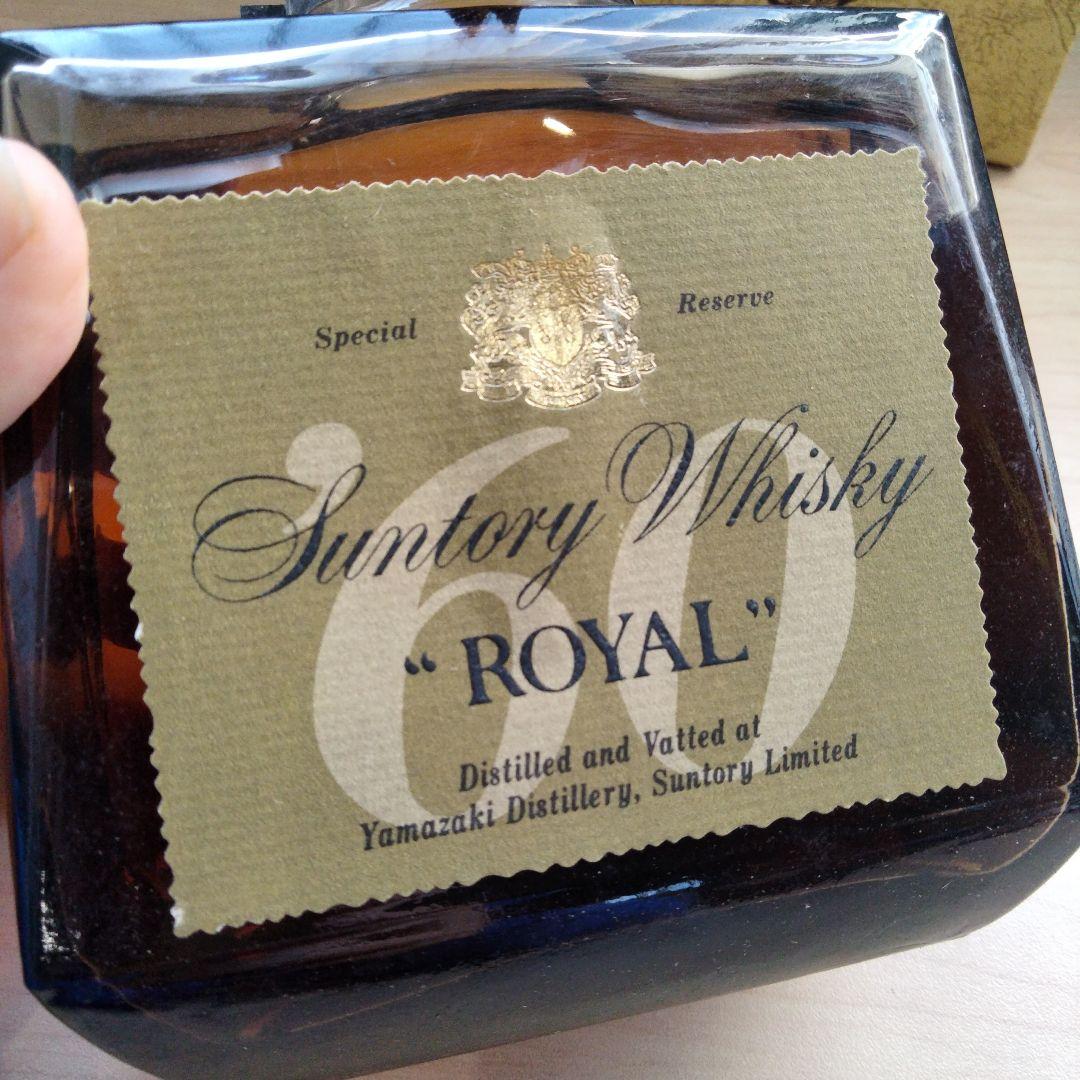 Special Reserve
'60
Suntory Whisky
"ROYAL"
Distilled and Vatted at
Yamazaki Distillery, Suntory Limited